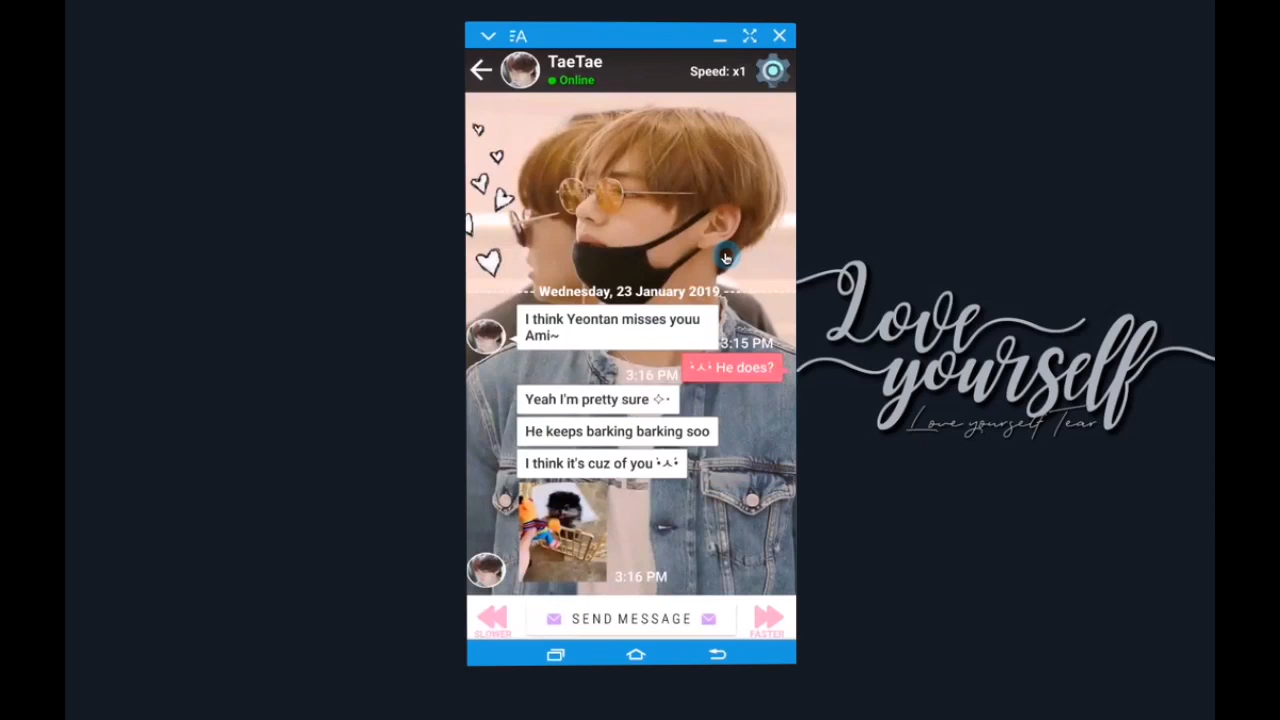 ΞA
TaeTae
Online
Speed: x1
Wednesday, 23 January 2019
I think Yeontan misses youu
Ami~
3:15 PM
•ㅅ• He does?
3:16 PM
Yeah I'm pretty sure ✧･
He keeps barking barking soo
I think it's cuz of you •ㅅ•
3:16 PM
SLOWER
SEND MESSAGE
FASTER
Love
yourself
Love yourself Tear